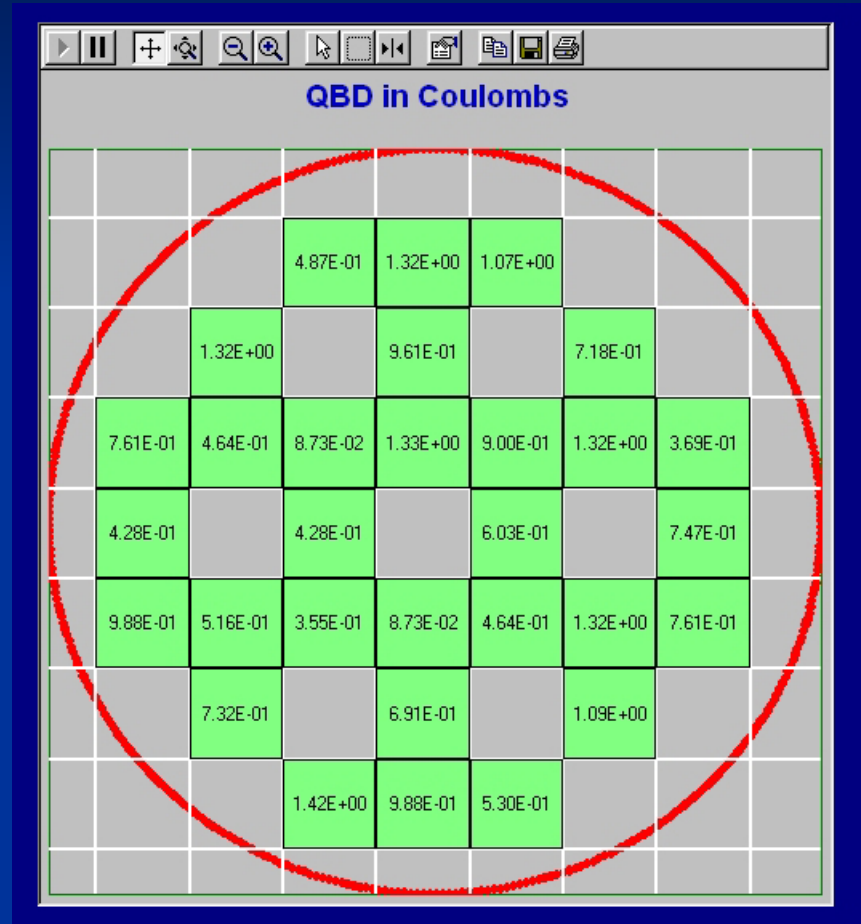 QBD in Coulombs
4.87E-01 1.32E+00 1.07E+00
1.32E+00 9.61E-01 7.18E-01
7.61E-01 4.64E-01 8.73E-02 1.33E+00 9.00E-01 1.32E+00 3.69E-01
4.28E-01 4.28E-01 6.03E-01 7.47E-01
9.88E-01 5.16E-01 3.55E-01 8.73E-02 4.64E-01 1.32E+00 7.61E-01
7.32E-01 6.91E-01 1.09E+00
1.42E+00 9.88E-01 5.30E-01